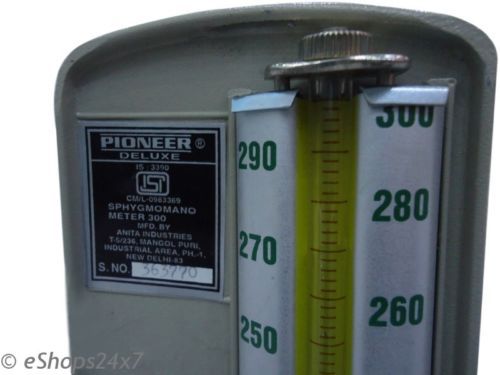 PIONEER ®
DELUXE
IS : 3390
ISI
CM/L-0963369
SPHYGMOMANO
METER 300
MFD. BY
ANITA INDUSTRIES
T-5/236, MANGOL PURI,
INDUSTRIAL AREA, PH.-1,
NEW DELHI-83
S. NO. 363770
300
290
280
270
260
250
© eShops24x7